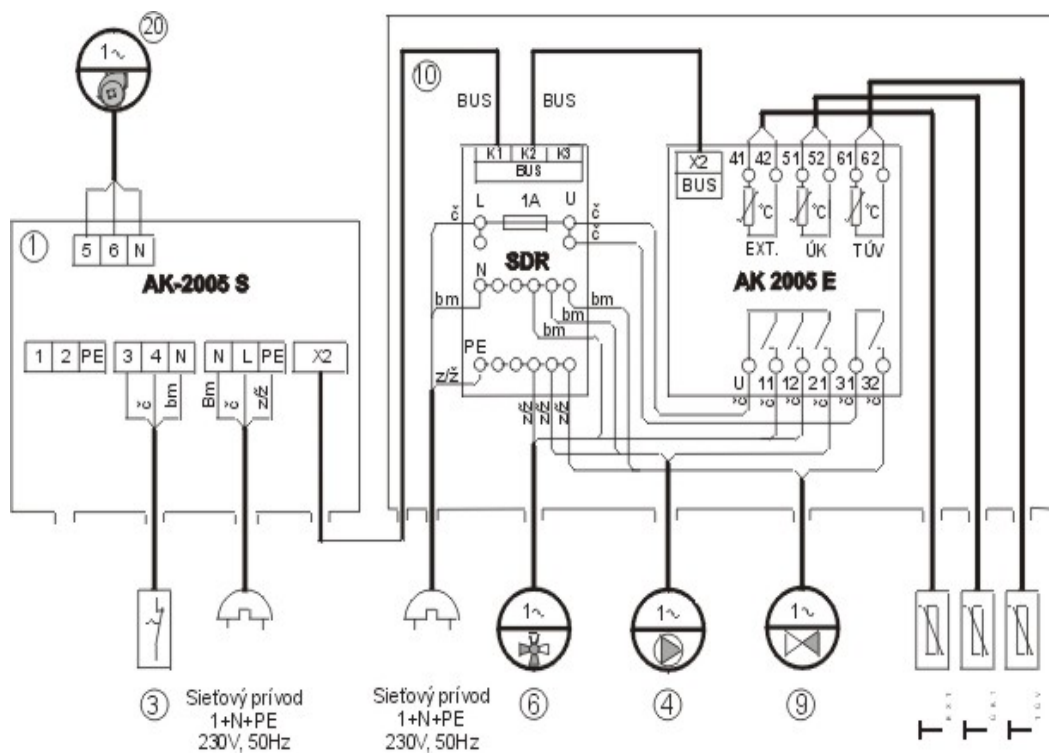 20
1~
10
BUS BUS
K1 K2 K3
BUS
X2
BUS
41 42 51 52 61 62
°C °C °C
EXT. ÚK TÚV
L 1A U
č č
č
SDR
N
bm bm
bm
bm
PE
z/ž
z/ž z/ž z/ž
AK 2005 E
U 11 12 21 31 32
č č č č č č
1
5 6 N
AK-2005 S
1 2 PE 3 4 N N L PE X2
č bm Bm č z/ž
3
Sieťový prívod
1+N+PE
230V, 50Hz
Sieťový prívod
1+N+PE
230V, 50Hz
1~
6
1~
4
1~
9
T EXT
T ÚKT
T TÚV